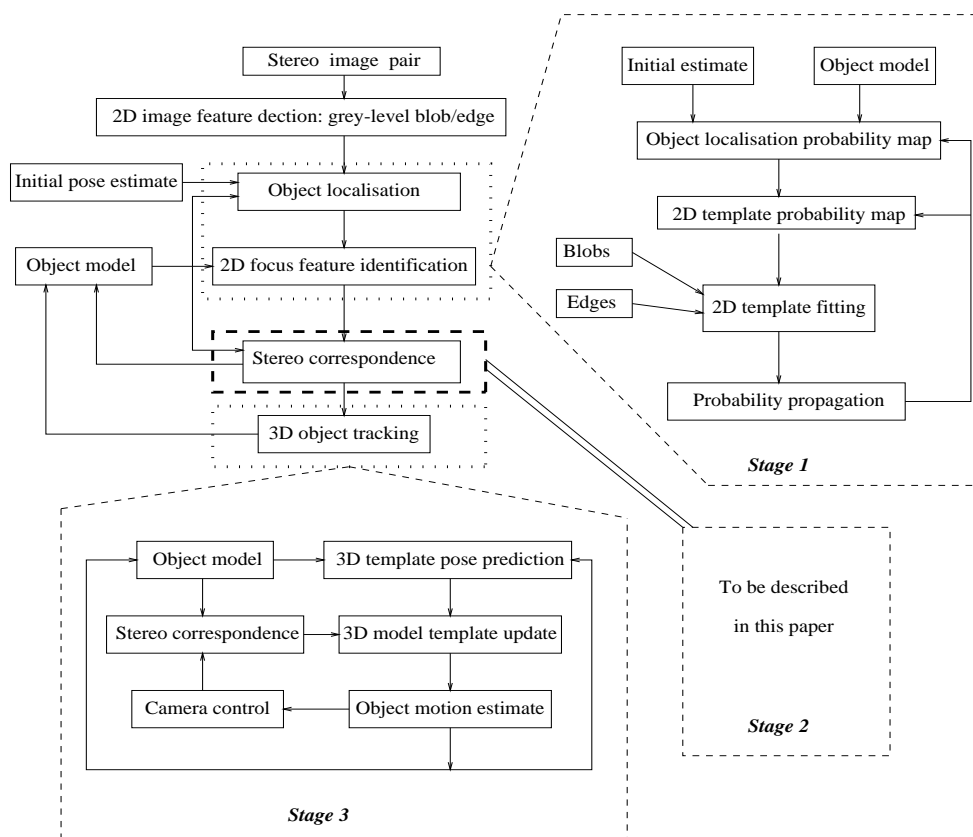 Stereo image pair
2D image feature dection: grey-level blob/edge
Initial pose estimate
Object localisation
Object model
2D focus feature identification
Stereo correspondence
3D object tracking
Initial estimate
Object model
Object localisation probability map
2D template probability map
Blobs
Edges
2D template fitting
Probability propagation
Stage 1
Object model
3D template pose prediction
Stereo correspondence
3D model template update
Camera control
Object motion estimate
Stage 3
To be described
in this paper
Stage 2